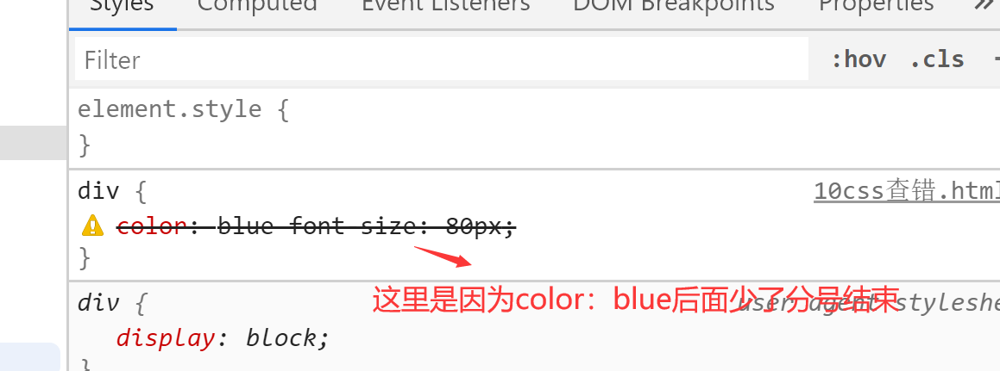 Styles Computed Event Listeners DOM Breakpoints Properties »
Filter :hov .cls
element.style {
}
div { 10css查错.html
color: blue font-size: 80px;
}
这里是因为color：blue后面少了分号结束
div { user agent styleshe
display: block;
}